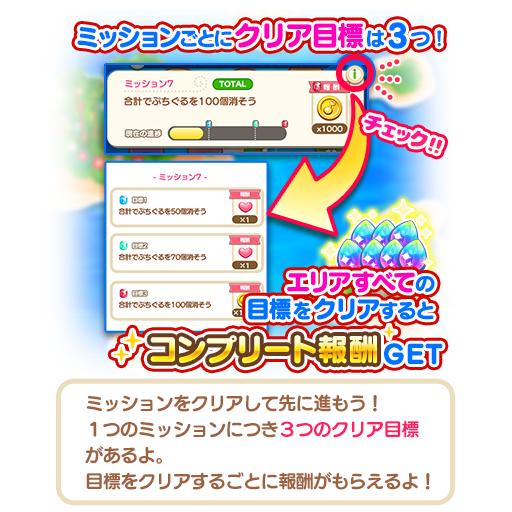 ミッションごとにクリア目標は3つ！
ミッション7 TOTAL 報酬
合計でぷちぐるを100個消そう
現在の進捗
×1000
チェック!!
- ミッション7 -
目標1 報酬
合計でぷちぐるを50個消そう
×1
目標2 報酬
合計でぷちぐるを70個消そう
×1
目標3 報酬
合計でぷちぐるを100個消そう
エリアすべての
目標をクリアすると
コンプリート報酬GET
ミッションをクリアして先に進もう！
１つのミッションにつき３つのクリア目標
があるよ。
目標をクリアするごとに報酬がもらえるよ！